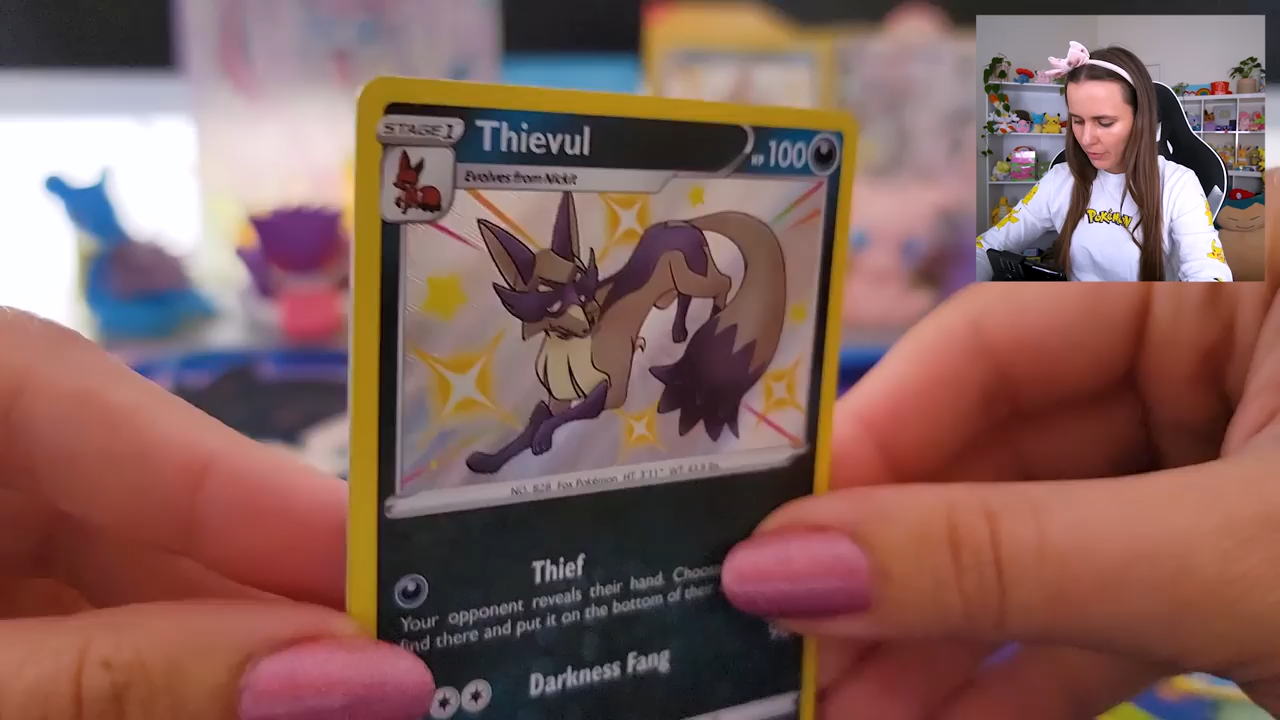 STAGE 1
Thievul
HP 100
Evolves from Nickit
NO. 828 Fox Pokémon HT 3'11" WT 43.9 lbs
Thief
Your opponent reveals their hand. Choose
find there and put it on the bottom of their
Darkness Fang
POKéMON